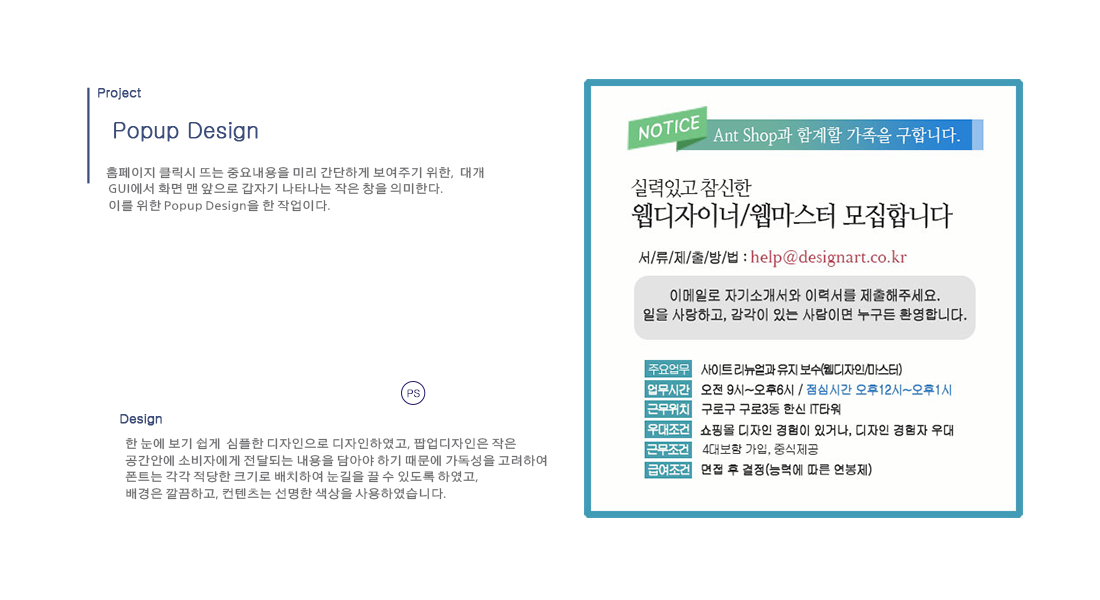 Project
Popup Design
홈페이지 클릭시 뜨는 중요내용을 미리 간단하게 보여주기 위한, 대개
GUI에서 화면 맨 앞으로 갑자기 나타나는 작은 창을 의미한다.
이를 위한 Popup Design을 한 작업이다.
PS
Design
한 눈에 보기 쉽게 심플한 디자인으로 디자인하였고, 팝업디자인은 작은
공간안에 소비자에게 전달되는 내용을 담아야 하기 때문에 가독성을 고려하여
폰트는 각각 적당한 크기로 배치하여 눈길을 끌 수 있도록 하였고,
배경은 깔끔하고, 컨텐츠는 선명한 색상을 사용하였습니다.
NOTICE
Ant Shop과 함계할 가족을 구합니다.
실력있고 참신한
웹디자이너/웹마스터 모집합니다
서/류/제/출/방/법 : help@designart.co.kr
이메일로 자기소개서와 이력서를 제출해주세요.
일을 사랑하고, 감각이 있는 사람이면 누구든 환영합니다.
주요업무 사이트 리뉴얼과 유지 보수(웹디자인/마스터)
업무시간 오전 9시~오후6시 / 점심시간 오후12시~오후1시
근무위치 구로구 구로3동 한신 IT타워
우대조건 쇼핑몰 디자인 경험이 있거나, 디자인 경험자 우대
근무조건 4대보함 가입, 중식제공
급여조건 면접 후 결정(능력에 따른 연봉제)